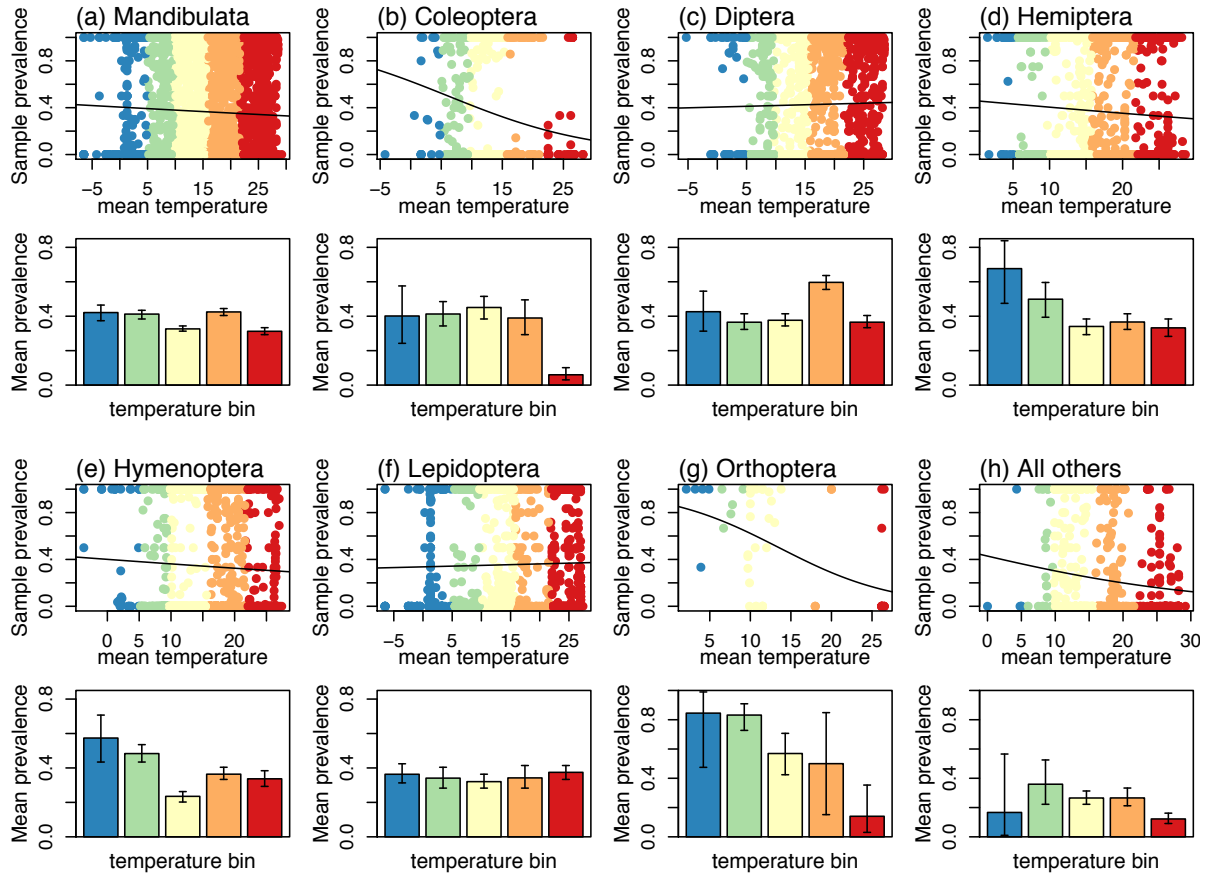 (a) Mandibulata
Sample prevalence
0.0 0.4 0.8
−5 5 15 25
mean temperature
(b) Coleoptera
Sample prevalence
0.0 0.4 0.8
−5 5 15 25
mean temperature
(c) Diptera
Sample prevalence
0.0 0.4 0.8
−5 5 15 25
mean temperature
(d) Hemiptera
Sample prevalence
0.0 0.4 0.8
5 10 20
mean temperature
Mean prevalence
0.0 0.4 0.8
temperature bin
Mean prevalence
0.0 0.4 0.8
temperature bin
Mean prevalence
0.0 0.4 0.8
temperature bin
Mean prevalence
0.0 0.4 0.8
temperature bin
(e) Hymenoptera
Sample prevalence
0.0 0.4 0.8
0 10 20
mean temperature
(f) Lepidoptera
Sample prevalence
0.0 0.4 0.8
−5 5 15 25
mean temperature
(g) Orthoptera
Sample prevalence
0.0 0.4 0.8
5 10 15 20 25
mean temperature
(h) All others
Sample prevalence
0.0 0.4 0.8
0 5 10 20 30
mean temperature
Mean prevalence
0.0 0.4 0.8
temperature bin
Mean prevalence
0.0 0.4 0.8
temperature bin
Mean prevalence
0.0 0.4 0.8
temperature bin
Mean prevalence
0.0 0.4 0.8
temperature bin